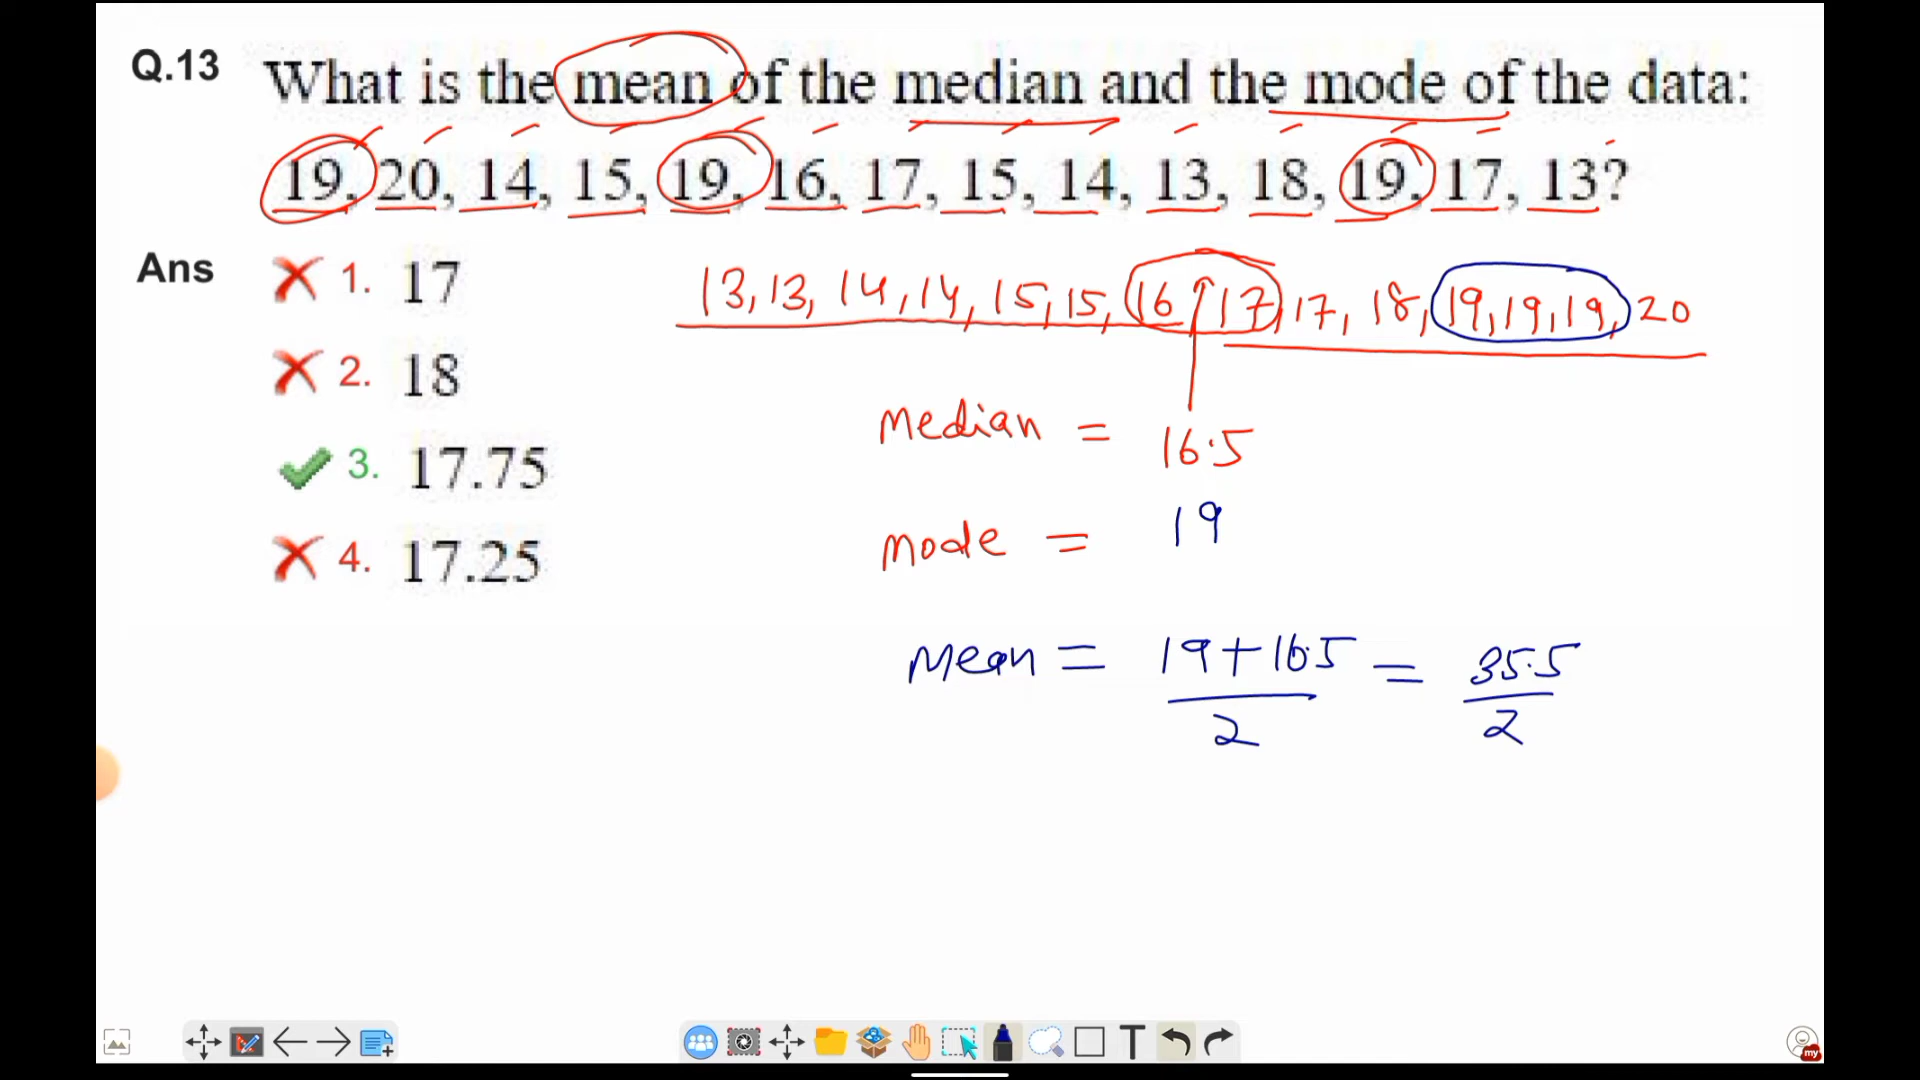 Q.13 What is the mean of the median and the mode of the data:
19, 20, 14, 15, 19, 16, 17, 15, 14, 13, 18, 19, 17, 13?
Ans
1. 17
2. 18
3. 17.75
4. 17.25
13, 13, 14, 14, 15, 15, 16, 17, 17, 18, 19, 19, 19, 20
Median = 16.5
mode = 19
Mean = 19+16.5 / 2 = 35.5 / 2
T
my